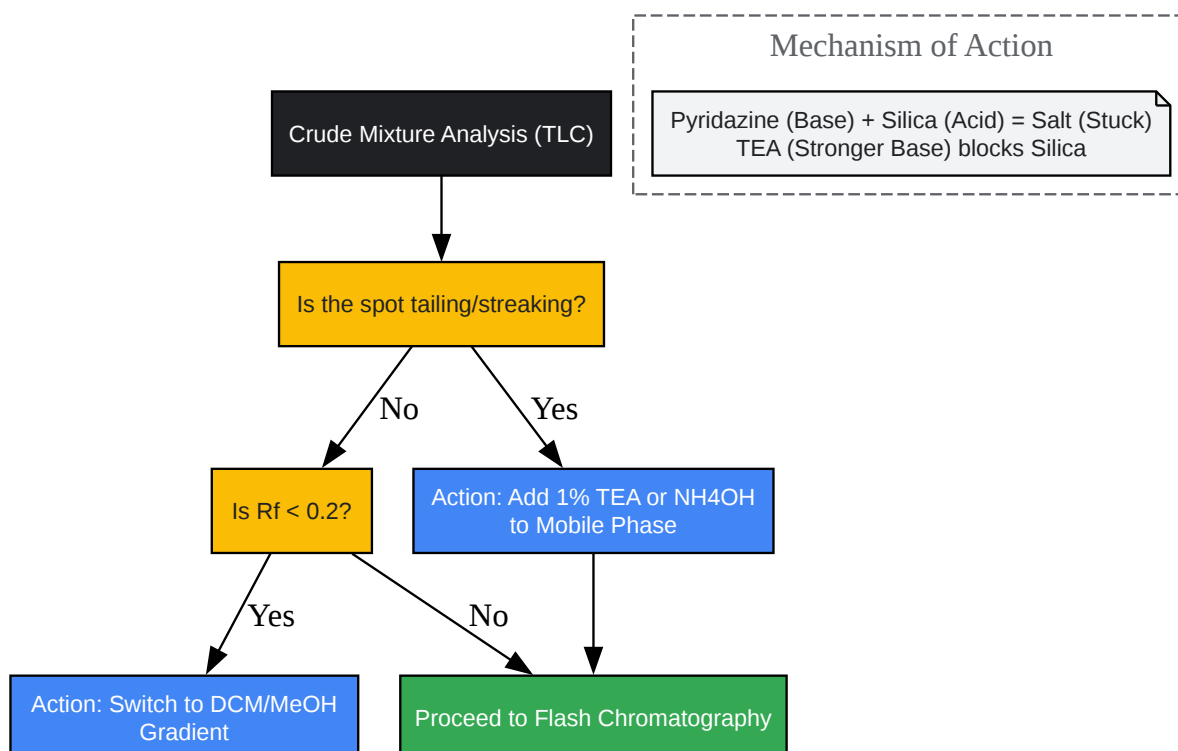 Mechanism of Action
Crude Mixture Analysis (TLC)
Pyridazine (Base) + Silica (Acid) = Salt (Stuck)
TEA (Stronger Base) blocks Silica
Is the spot tailing/streaking?
No
Yes
Is Rf < 0.2?
Action: Add 1% TEA or NH4OH
to Mobile Phase
Yes
No
Action: Switch to DCM/MeOH
Gradient
Proceed to Flash Chromatography